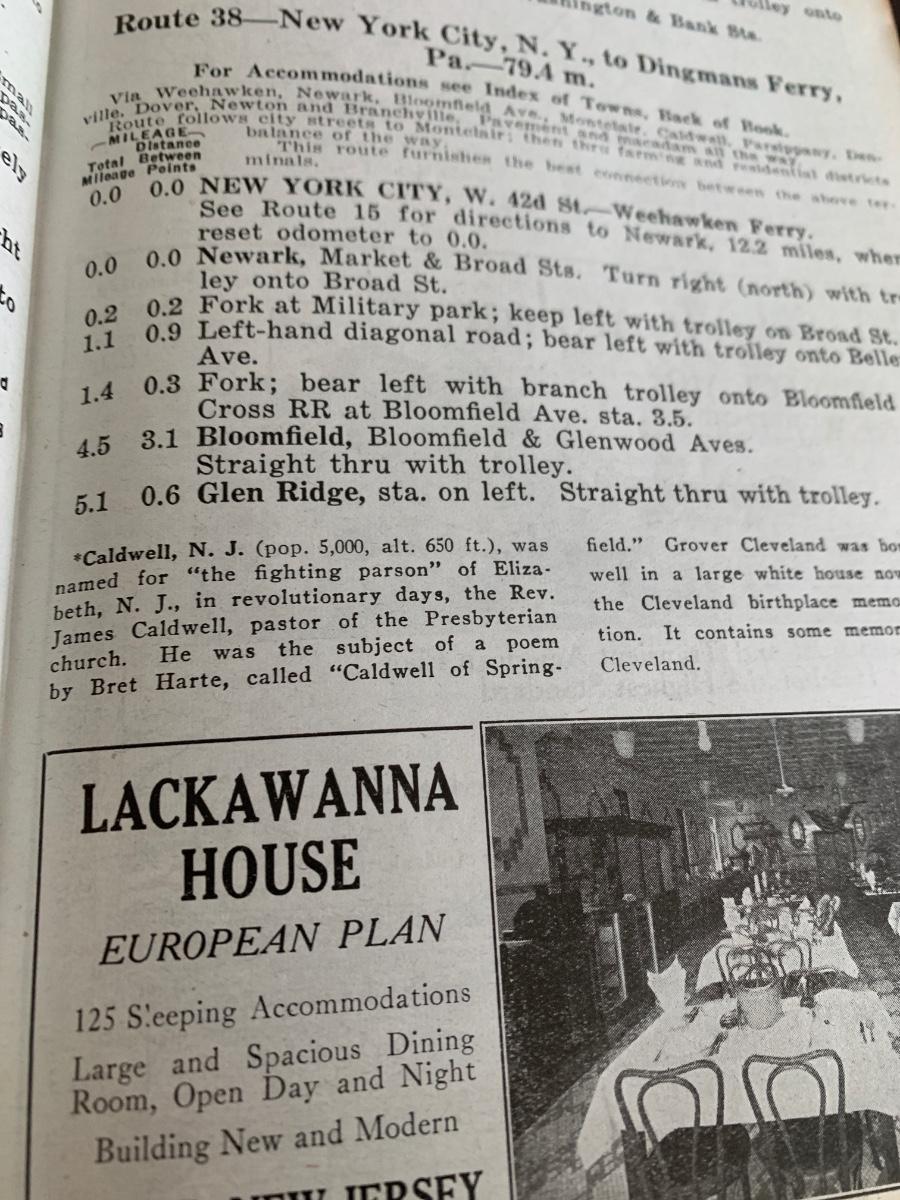 trolley onto
& Bank Sts.
Route 38—New York City, N. Y., to Dingmans Ferry,
Pa.—79.4 m.
For Accommodations see Index of Towns, Back of Book.
Via Weehawken, Newark, Bloomfield Ave., Montclair, Caldwell, Parsippany, Den-
ville, Dover, Newton and Branchville. Pavement and macadam all the way.
Route follows city streets to Montclair; then thru farming and residential districts
balance of the way.
This route furnishes the best connection between the above ter-
minals.
MILEAGE
Distance
Total Between
Mileage Points
0.0 0.0 NEW YORK CITY, W. 42d St.—Weehawken Ferry.
See Route 15 for directions to Newark, 12.2 miles, wher
reset odometer to 0.0.
0.0 0.0 Newark, Market & Broad Sts. Turn right (north) with tr
ley onto Broad St.
0.2 0.2 Fork at Military park; keep left with trolley on Broad St.
1.1 0.9 Left-hand diagonal road; bear left with trolley onto Belle
Ave.
1.4 0.3 Fork; bear left with branch trolley onto Bloomfield
Cross RR at Bloomfield Ave. sta. 3.5.
4.5 3.1 Bloomfield, Bloomfield & Glenwood Aves.
Straight thru with trolley.
5.1 0.6 Glen Ridge, sta. on left. Straight thru with trolley.
*Caldwell, N. J. (pop. 5,000, alt. 650 ft.), was
named for "the fighting parson" of Eliza-
beth, N. J., in revolutionary days, the Rev.
James Caldwell, pastor of the Presbyterian
church. He was the subject of a poem
by Bret Harte, called "Caldwell of Spring-
field." Grover Cleveland was bo
well in a large white house no
the Cleveland birthplace memo
tion. It contains some memor
Cleveland.
LACKAWANNA
HOUSE
EUROPEAN PLAN
125 Sleeping Accommodations
Large and Spacious Dining
Room, Open Day and Night
Building New and Modern
NEW JERSEY